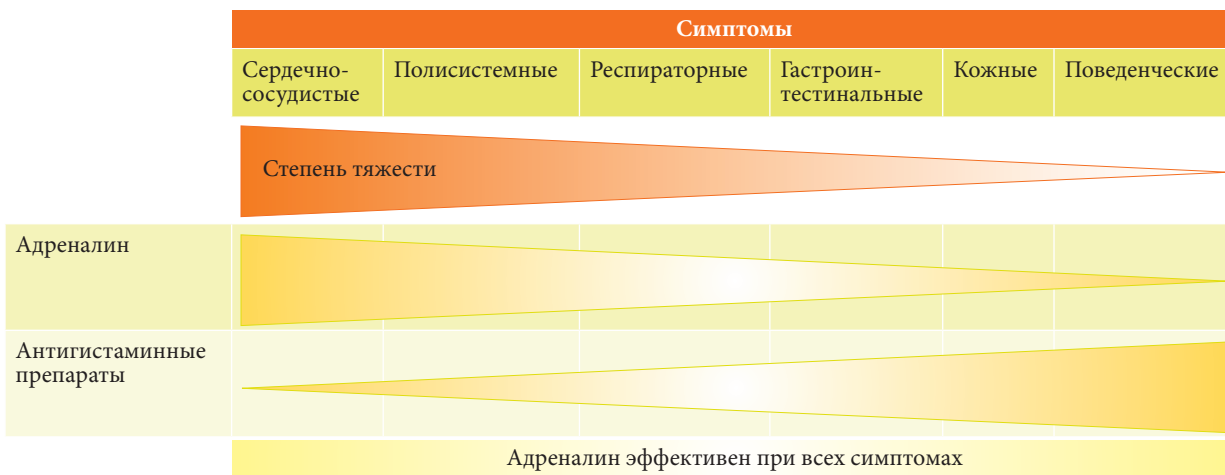 Симптомы
Сердечно-
сосудистые
Полисистемные
Респираторные
Гастроин-
тестинальные
Кожные
Поведенческие
Степень тяжести
Адреналин
Антигистаминные
препараты
Адреналин эффективен при всех симптомах